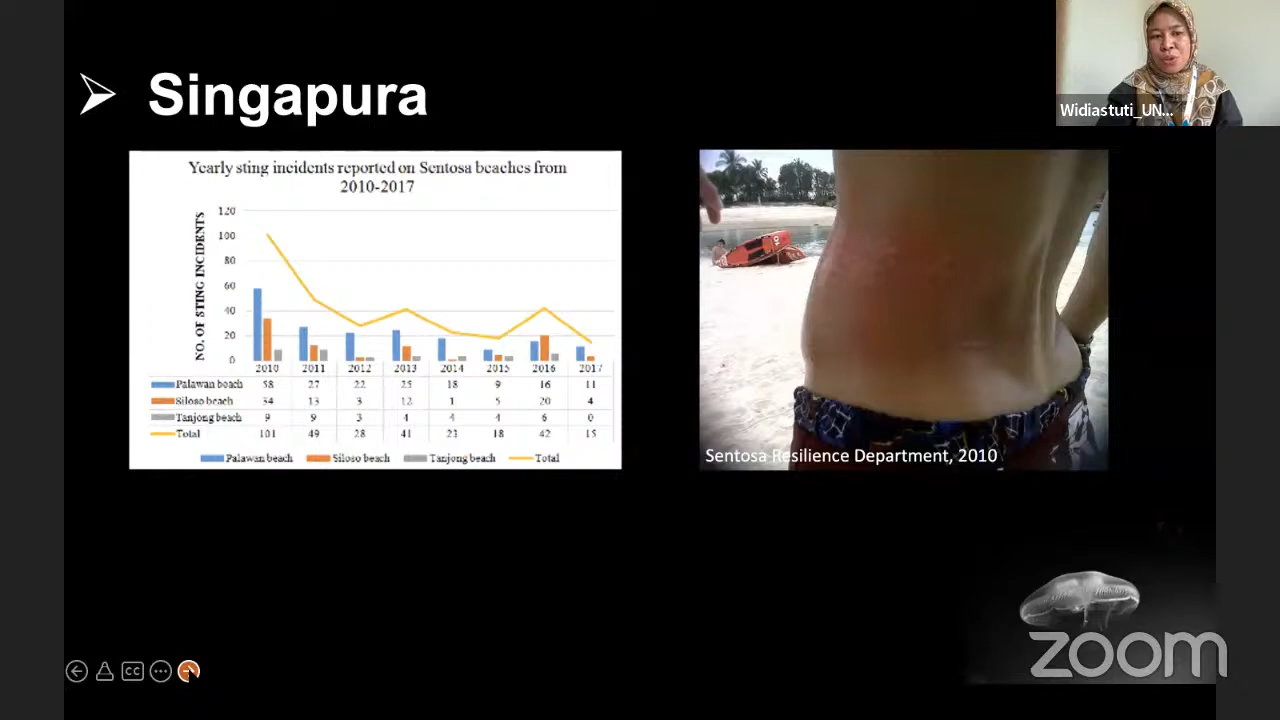 Singapura
Widiastuti_UN...
Yearly sting incidents reported on Sentosa beaches from
2010-2017
NO. OF STING INCIDENTS
120
100
80
60
40
20
0
2010 2011 2012 2013 2014 2015 2016 2017
Palawan beach 58 27 22 25 18 9 16 11
Siloso beach 34 13 3 12 1 5 20 4
Tanjong beach 9 9 3 4 4 4 6 0
Total 101 49 28 41 23 18 42 15
Palawan beach Siloso beach Tanjong beach Total
Sentosa Resilience Department, 2010
zoom
CC